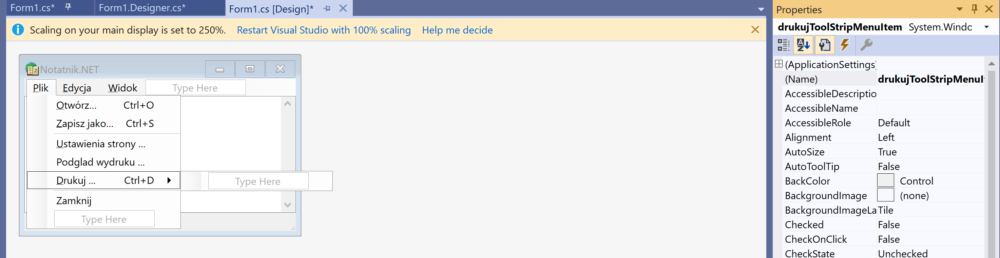 Form1.cs*
Form1.Designer.cs*
Form1.cs [Design]*
Scaling on your main display is set to 250%. Restart Visual Studio with 100% scaling Help me decide
Notatnik.NET
Plik Edycja Widok Type Here
Otwórz... Ctrl+O
Zapisz jako... Ctrl+S
Ustawienia strony ...
Podglad wydruku ...
Drukuj ... Ctrl+D
Type Here
Zamknij
Type Here
Properties
drukujToolStripMenuItem System.Windc
(ApplicationSettings)
(Name) drukujToolStripMenuI
AccessibleDescriptio
AccessibleName
AccessibleRole Default
Alignment Left
AutoSize True
AutoToolTip False
BackColor Control
BackgroundImage (none)
BackgroundImageLa Tile
Checked False
CheckOnClick False
CheckState Unchecked